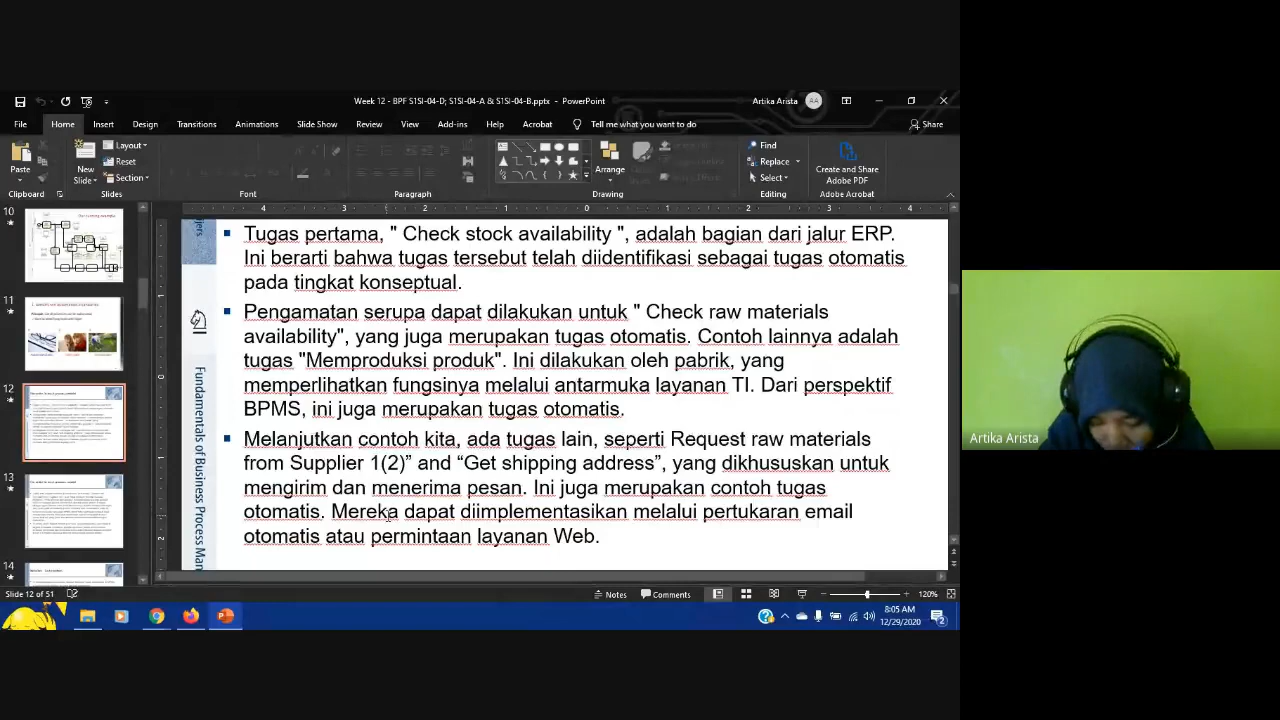 Week 12 - BPF S1SI-04-D; S1SI-04-A & S1SI-04-B.pptx - PowerPoint
Artika Arista
AA
File Home Insert Design Transitions Animations Slide Show Review View Add-ins Help Acrobat Tell me what you want to do Share
Paste
New Slide
Layout
Reset
Section
Arrange
Find
Replace
Select
Create and Share Adobe PDF
Clipboard Slides Font Paragraph Drawing Editing Adobe Acrobat
10
11
12
13
14
Fundamentals of Business Process Man
Tugas pertama, " Check stock availability ", adalah bagian dari jalur ERP.
Ini berarti bahwa tugas tersebut telah diidentifikasi sebagai tugas otomatis
pada tingkat konseptual.
Pengamatan serupa dapat dilakukan untuk " Check raw materials
availability", yang juga merupakan tugas otomatis. Contoh lainnya adalah
tugas "Memproduksi produk". Ini dilakukan oleh pabrik, yang
memperlihatkan fungsinya melalui antarmuka layanan TI. Dari perspektif
BPMS, ini juga merupakan tugas otomatis.
Melanjutkan contoh kita, ada tugas lain, seperti Request raw materials
from Supplier 1(2)” and “Get shipping address”, yang dikhususkan untuk
mengirim dan menerima pesan. Ini juga merupakan contoh tugas
otomatis. Mereka dapat diimplementasikan melalui pertukaran email
otomatis atau permintaan layanan Web.
Slide 12 of 51
Notes
Comments
120%
8:05 AM
12/29/2020
Artika Arista